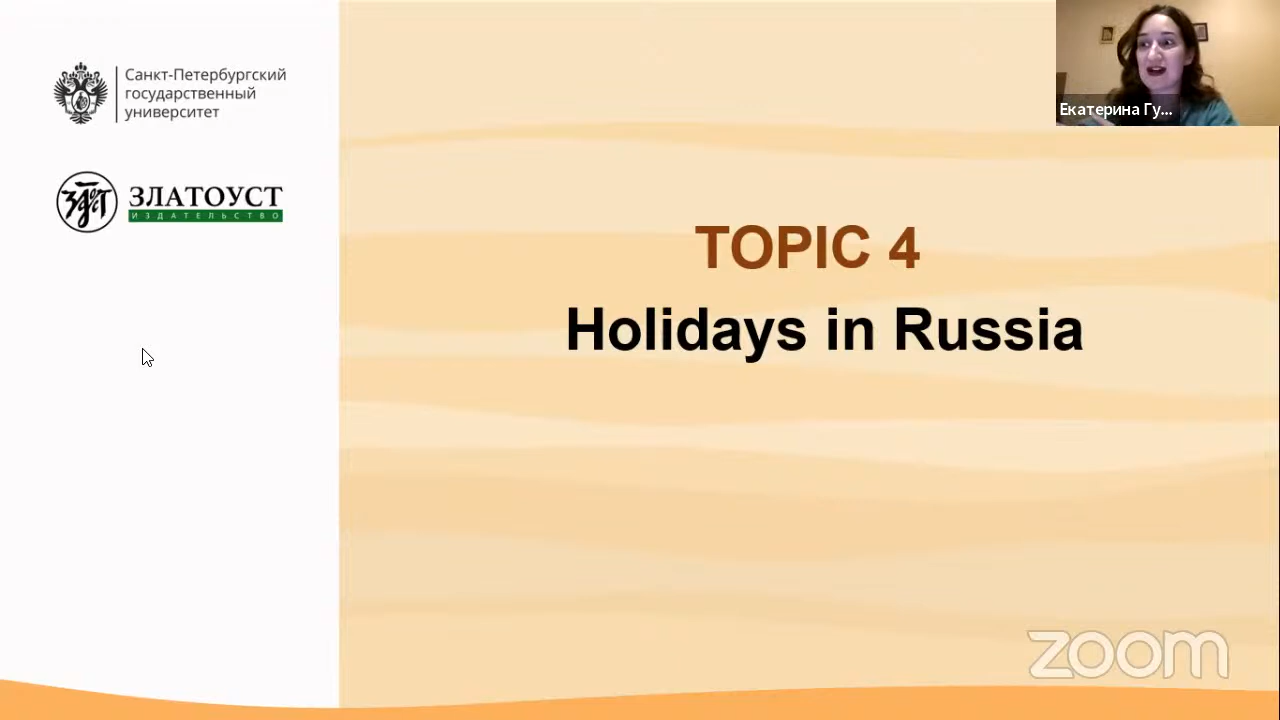 Санкт-Петербургский
государственный
университет
ЗЛАТОУСТ
ИЗДАТЕЛЬСТВО
Екатерина Гу...
TOPIC 4
Holidays in Russia
zoom